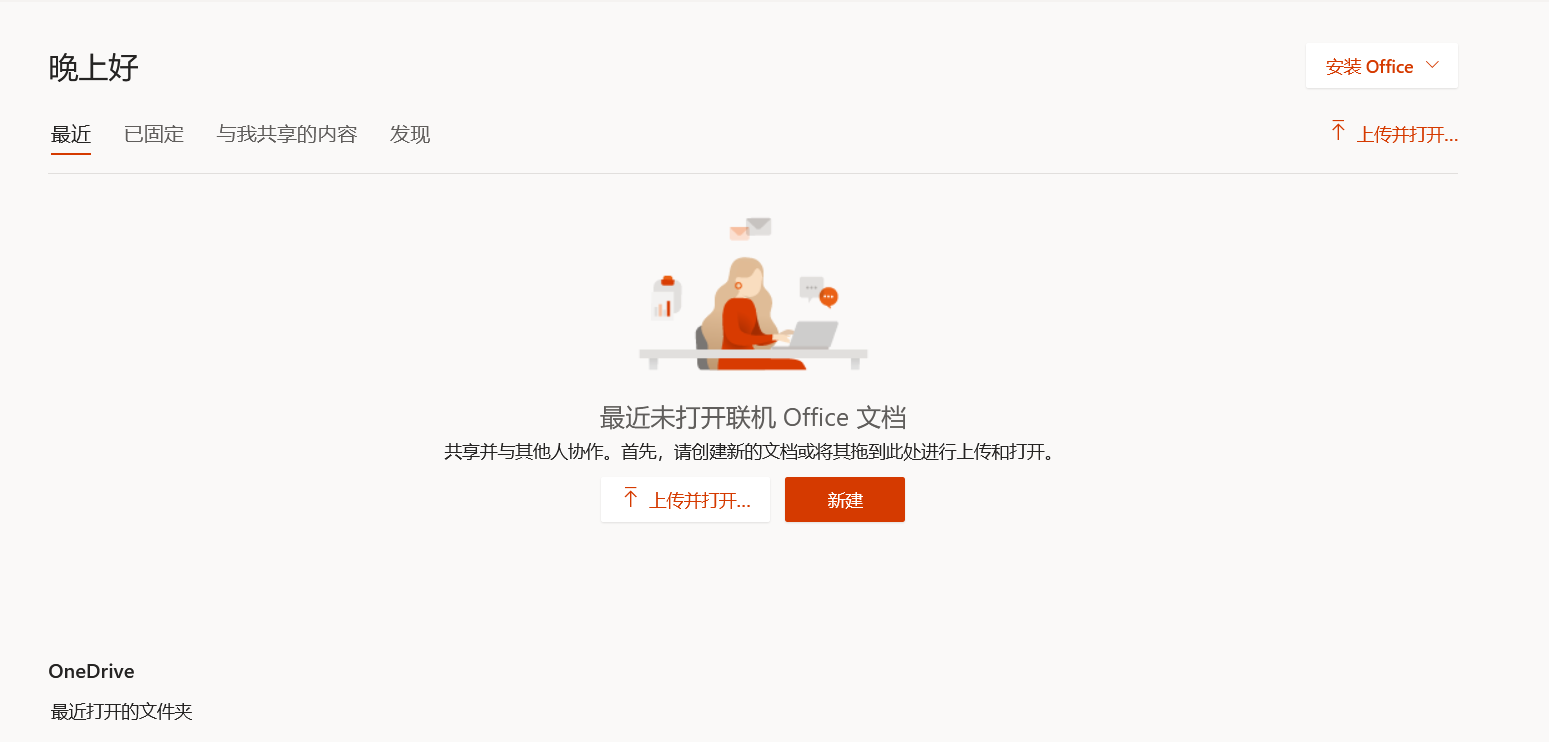 晚上好
安装 Office
最近 已固定 与我共享的内容 发现
上传并打开...
最近未打开联机 Office 文档
共享并与其他人协作。首先，请创建新的文档或将其拖到此处进行上传和打开。
上传并打开... 新建
OneDrive
最近打开的文件夹